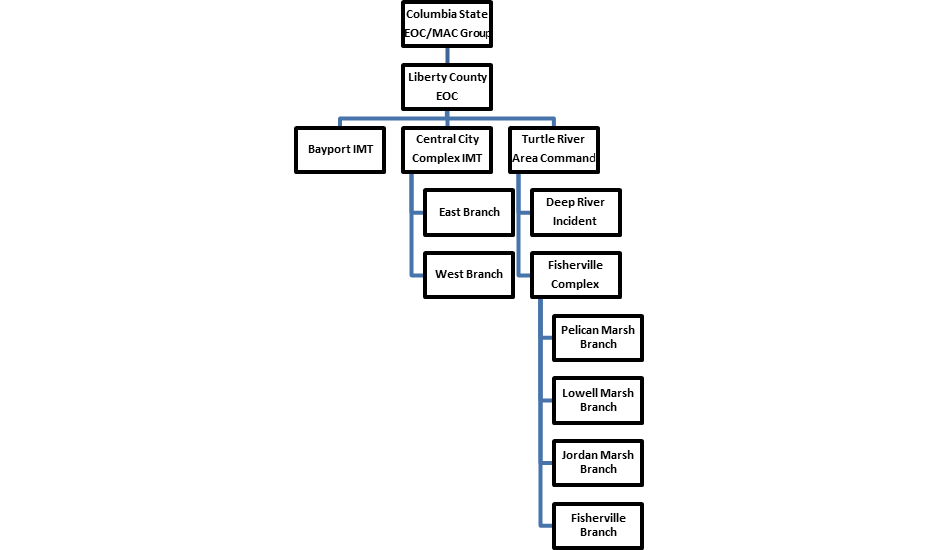 Columbia State
EOC/MAC Group
Liberty County
EOC
Bayport IMT
Central City
Complex IMT
Turtle River
Area Command
East Branch
Deep River
Incident
West Branch
Fisherville
Complex
Pelican Marsh
Branch
Lowell Marsh
Branch
Jordan Marsh
Branch
Fisherville
Branch